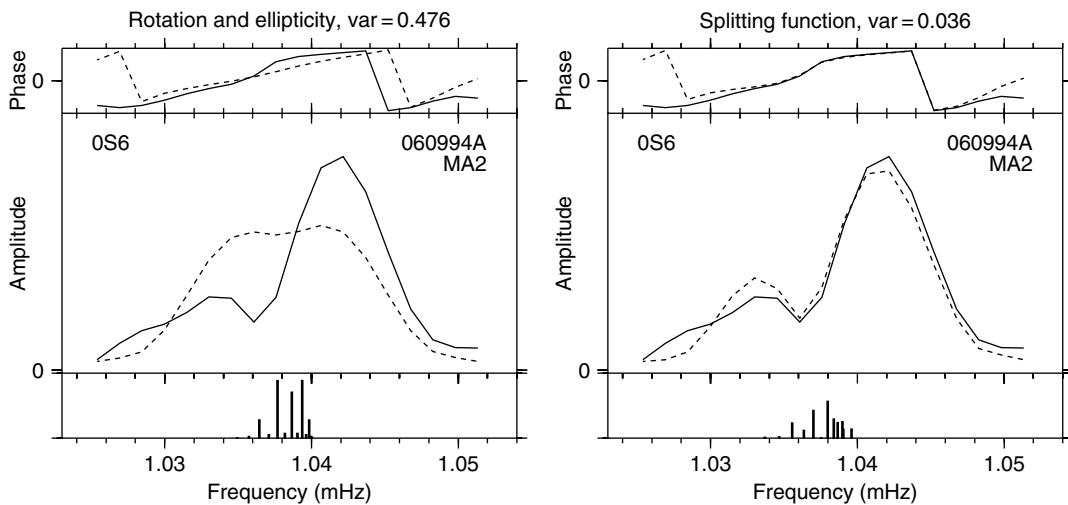 Rotation and ellipticity, var = 0.476
Phase
0
0S6
060994A
MA2
Amplitude
0
1.03 1.04 1.05
Frequency (mHz)
Splitting function, var = 0.036
Phase
0
0S6
060994A
MA2
Amplitude
0
1.03 1.04 1.05
Frequency (mHz)